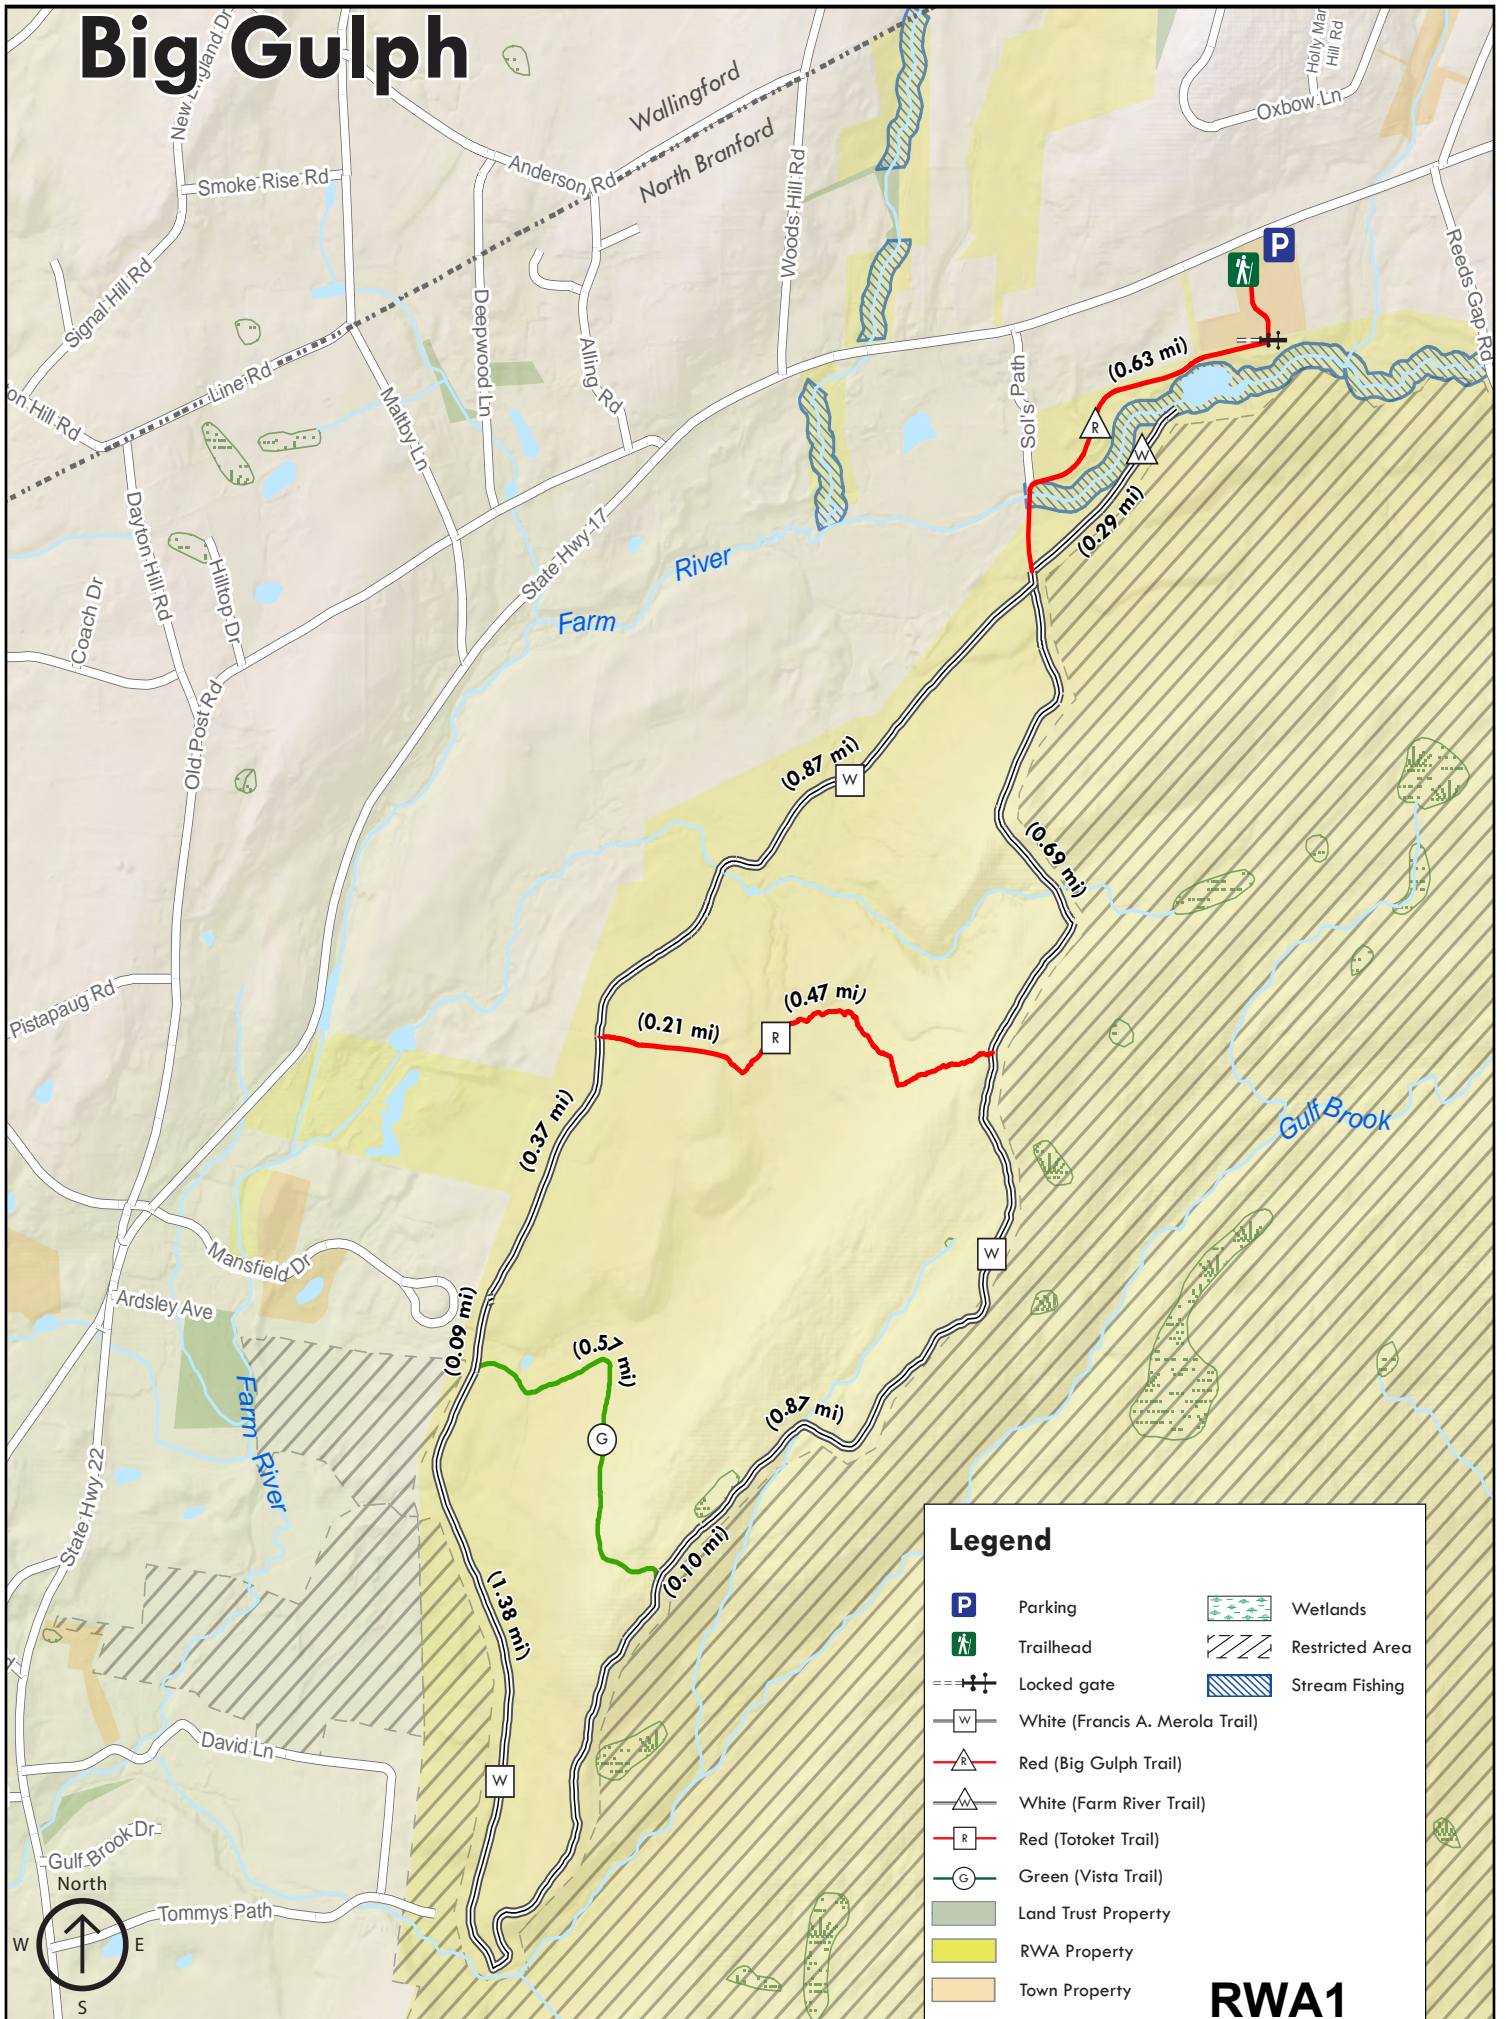 Big Gulph
New England Dr
Wallingford
North Branford
Holly Mar
Hill Rd
Oxbow Ln
Smoke Rise Rd
Anderson Rd
Woods Hill Rd
P
Reeds Gap Rd
Signal Hill Rd
Deepwood Ln
Alling Rd
Line Rd
on Hill Rd
Maltby Ln
Sol's Path
(0.63 mi)
R
W
(0.29 mi)
Dayton Hill Rd
Hilltop Dr
Coach Dr
State Hwy 17
River
Farm
Old Post Rd
(0.87 mi)
W
(0.69 mi)
Pistapaug Rd
(0.47 mi)
(0.21 mi)
R
(0.37 mi)
Gulf Brook
Mansfield Dr
W
Ardsley Ave
(0.09 mi)
(0.57
mi)
Farm
River
G
(0.87 mi)
State Hwy 22
(0.10 mi)
(1.38 mi)
David Ln
W
Gulf Brook Dr
Tommys Path
North
W
E
S
Legend
P Parking
Wetlands
Trailhead
Restricted Area
Locked gate
Stream Fishing
W White (Francis A. Merola Trail)
R Red (Big Gulph Trail)
W White (Farm River Trail)
R Red (Totoket Trail)
G Green (Vista Trail)
Land Trust Property
RWA Property
Town Property
RWA1